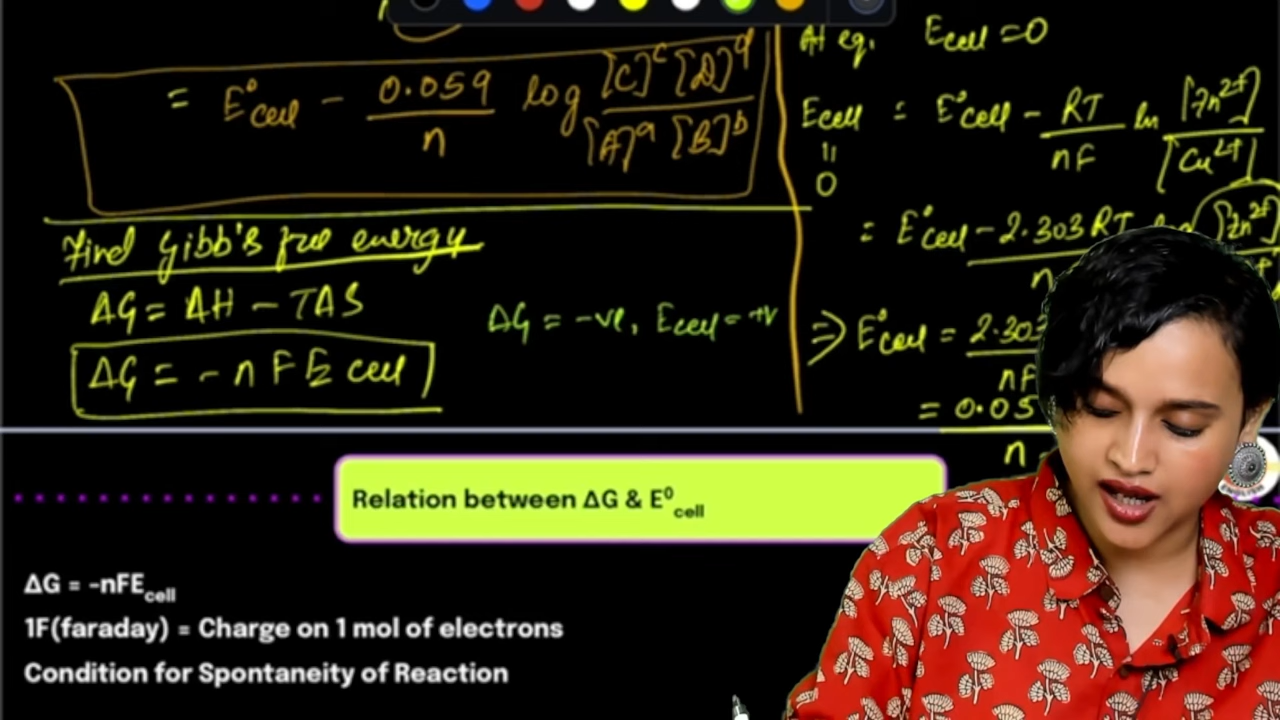 = E°cell - 0.059/n log [C]^c [D]^d / [A]^a [B]^b
Find Gibb's free energy
ΔG = ΔH - TΔS
ΔG = - n F E cell
ΔG = -ve, Ecell = +v
At eq. Ecell = 0
Ecell = E°cell - RT/nF ln [Zn²⁺]/[Cu²⁺]
=
0
= E°cell - 2.303 RT [Zn²⁺]
n
⇒ E°cell = 2.303
nF
= 0.05
n
Relation between ΔG & E⁰cell
ΔG = -nFEcell
1F(faraday) = Charge on 1 mol of electrons
Condition for Spontaneity of Reaction